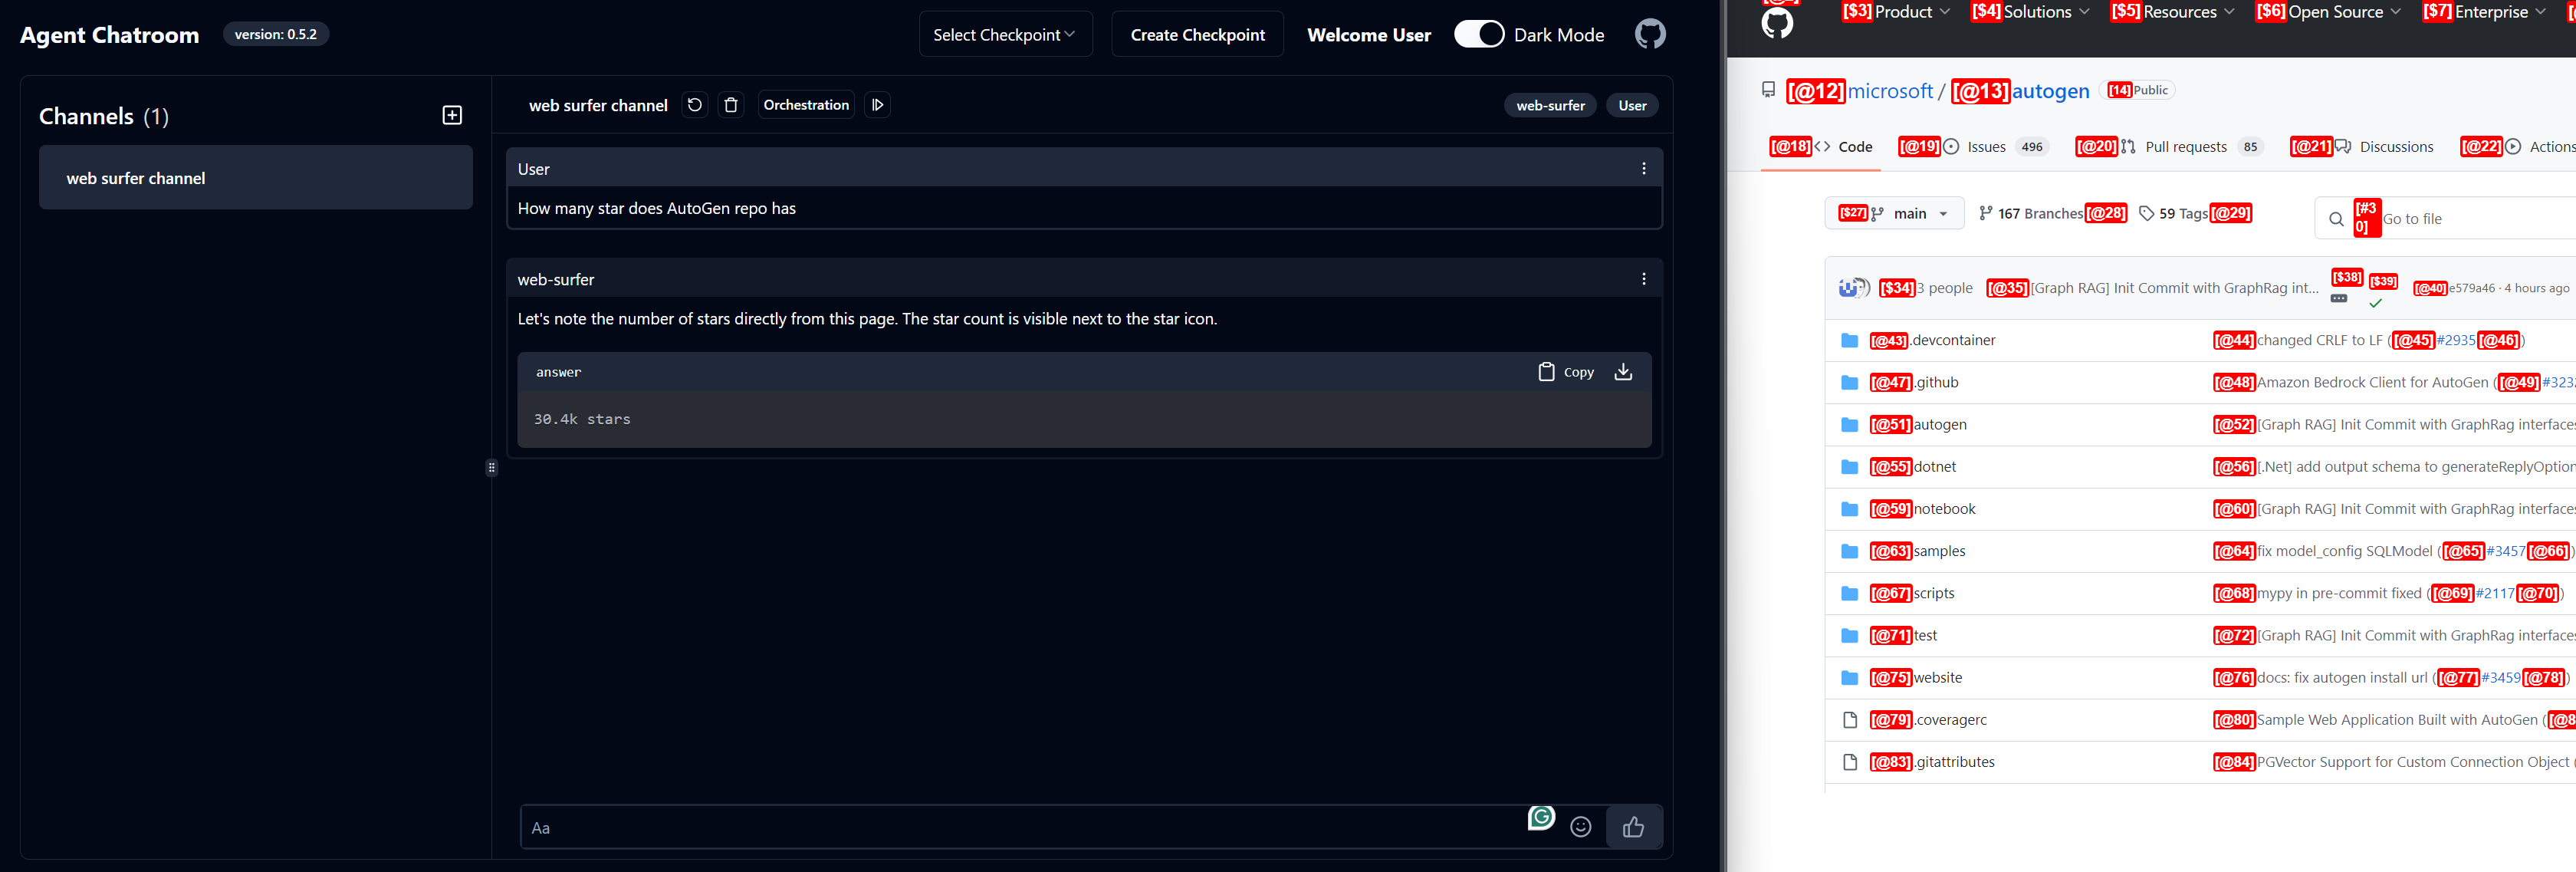 Agent Chatroom
version: 0.5.2
Select Checkpoint
Create Checkpoint
Welcome User
Dark Mode
Channels (1)
web surfer channel
web surfer channel
Orchestration
web-surfer
User
User
How many star does AutoGen repo has
web-surfer
Let's note the number of stars directly from this page. The star count is visible next to the star icon.
answer
Copy
30.4k stars
Aa
[$3]Product
[$4]Solutions
[$5]Resources
[$6]Open Source
[$7]Enterprise
[@12]microsoft / [@13]autogen
[14]Public
[@18] Code
[@19] Issues 496
[@20] Pull requests 85
[@21] Discussions
[@22] Actions
[$27] main
167 Branches[@28]
59 Tags[@29]
[#30] Go to file
[$34]3 people [@35][Graph RAG] Init Commit with GraphRag int... [$38] [$39] [@40]e579a46 · 4 hours ago
[@43].devcontainer [@44]changed CRLF to LF ([@45]#2935[@46])
[@47].github [@48]Amazon Bedrock Client for AutoGen ([@49]#323
[@51]autogen [@52][Graph RAG] Init Commit with GraphRag interfaces
[@55]dotnet [@56][.Net] add output schema to generateReplyOption
[@59]notebook [@60][Graph RAG] Init Commit with GraphRag interfaces
[@63]samples [@64]fix model_config SQLModel ([@65]#3457[@66])
[@67]scripts [@68]mypy in pre-commit fixed ([@69]#2117[@70])
[@71]test [@72][Graph RAG] Init Commit with GraphRag interfaces
[@75]website [@76]docs: fix autogen install url ([@77]#3459[@78])
[@79].coveragerc [@80]Sample Web Application Built with AutoGen ([@8
[@83].gitattributes [@84]PGVector Support for Custom Connection Object (